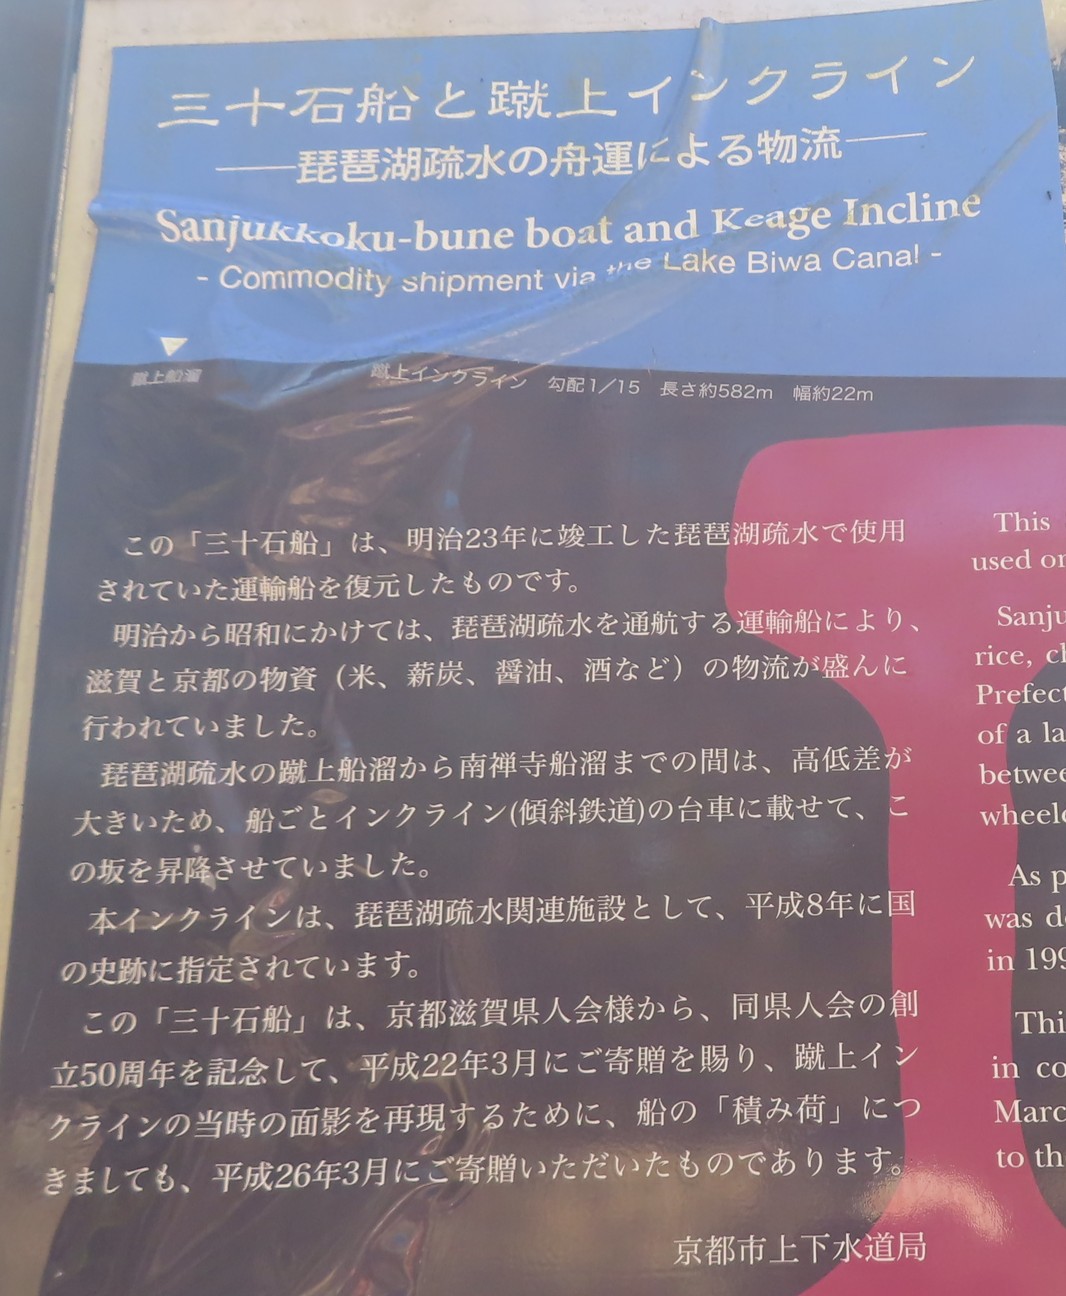 三十石船と蹴上インクライン
——琵琶湖疏水の舟運による物流——
Sanjukkoku-bune boat and Keage Incline
- Commodity shipment via the Lake Biwa Canal -
蹴上船溜
蹴上インクライン 勾配1/15 長さ約582m 幅約22m
この「三十石船」は、明治23年に竣工した琵琶湖疏水で使用
されていた運輸船を復元したものです。
明治から昭和にかけては、琵琶湖疏水を通航する運輸船により、
滋賀と京都の物資（米、薪炭、醤油、酒など）の物流が盛んに
行われていました。
琵琶湖疏水の蹴上船溜から南禅寺船溜までの間は、高低差が
大きいため、船ごとインクライン(傾斜鉄道)の台車に載せて、こ
の坂を昇降させていました。
本インクラインは、琵琶湖疏水関連施設として、平成8年に国
の史跡に指定されています。
この「三十石船」は、京都滋賀県人会様から、同県人会の創
立50周年を記念して、平成22年3月にご寄贈を賜り、蹴上イン
クラインの当時の面影を再現するために、船の「積み荷」につ
きましても、平成26年3月にご寄贈いただいたものであります。
京都市上下水道局
This
used on
Sanju
rice, ch
Prefect
of a la
betwee
wheele
As p
was de
in 199
Thi
in co
Marc
to th